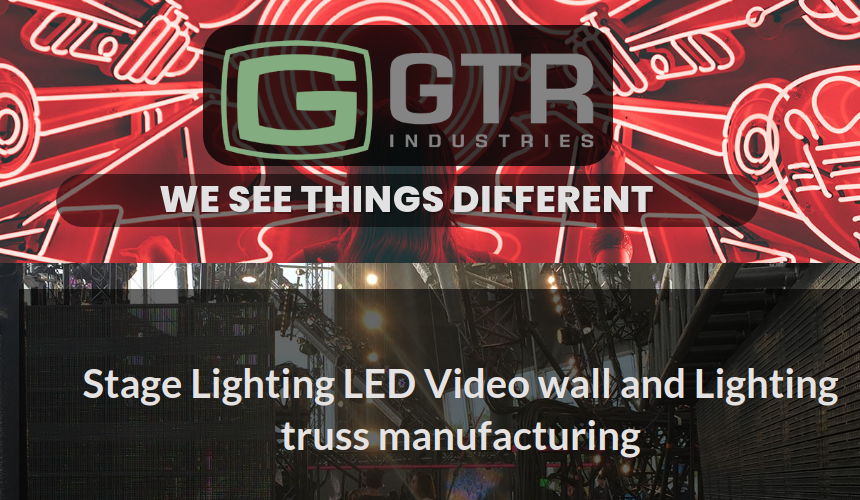 G GTR
INDUSTRIES
WE SEE THINGS DIFFERENT
Stage Lighting LED Video wall and Lighting
truss manufacturing